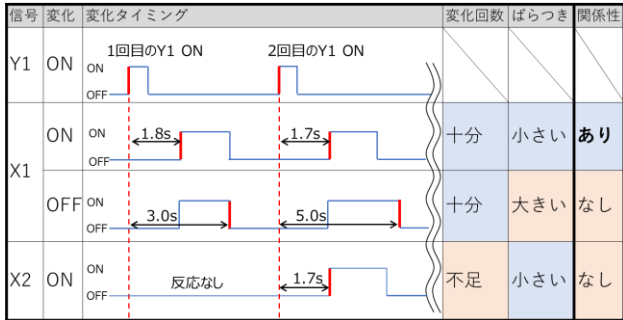 信号 変化 変化タイミング 変化回数 ばらつき 関係性
1回目のY1 ON 2回目のY1 ON
Y1 ON ON
OFF
X1 ON ON 1.8s 1.7s 十分 小さい あり
OFF
OFF ON 3.0s 5.0s 十分 大きい なし
OFF
X2 ON ON 反応なし 1.7s 不足 小さい なし
OFF